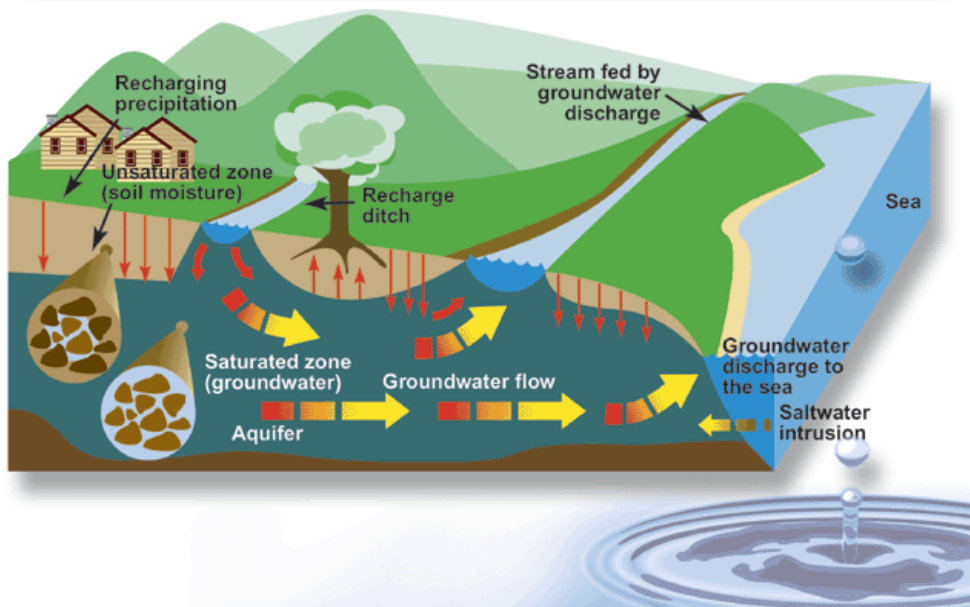 Recharging
precipitation
Unsaturated zone
(soil moisture)
Recharge
ditch
Stream fed by
groundwater
discharge
Sea
Saturated zone
(groundwater)
Aquifer
Groundwater flow
Groundwater
discharge to
the sea
Saltwater
intrusion